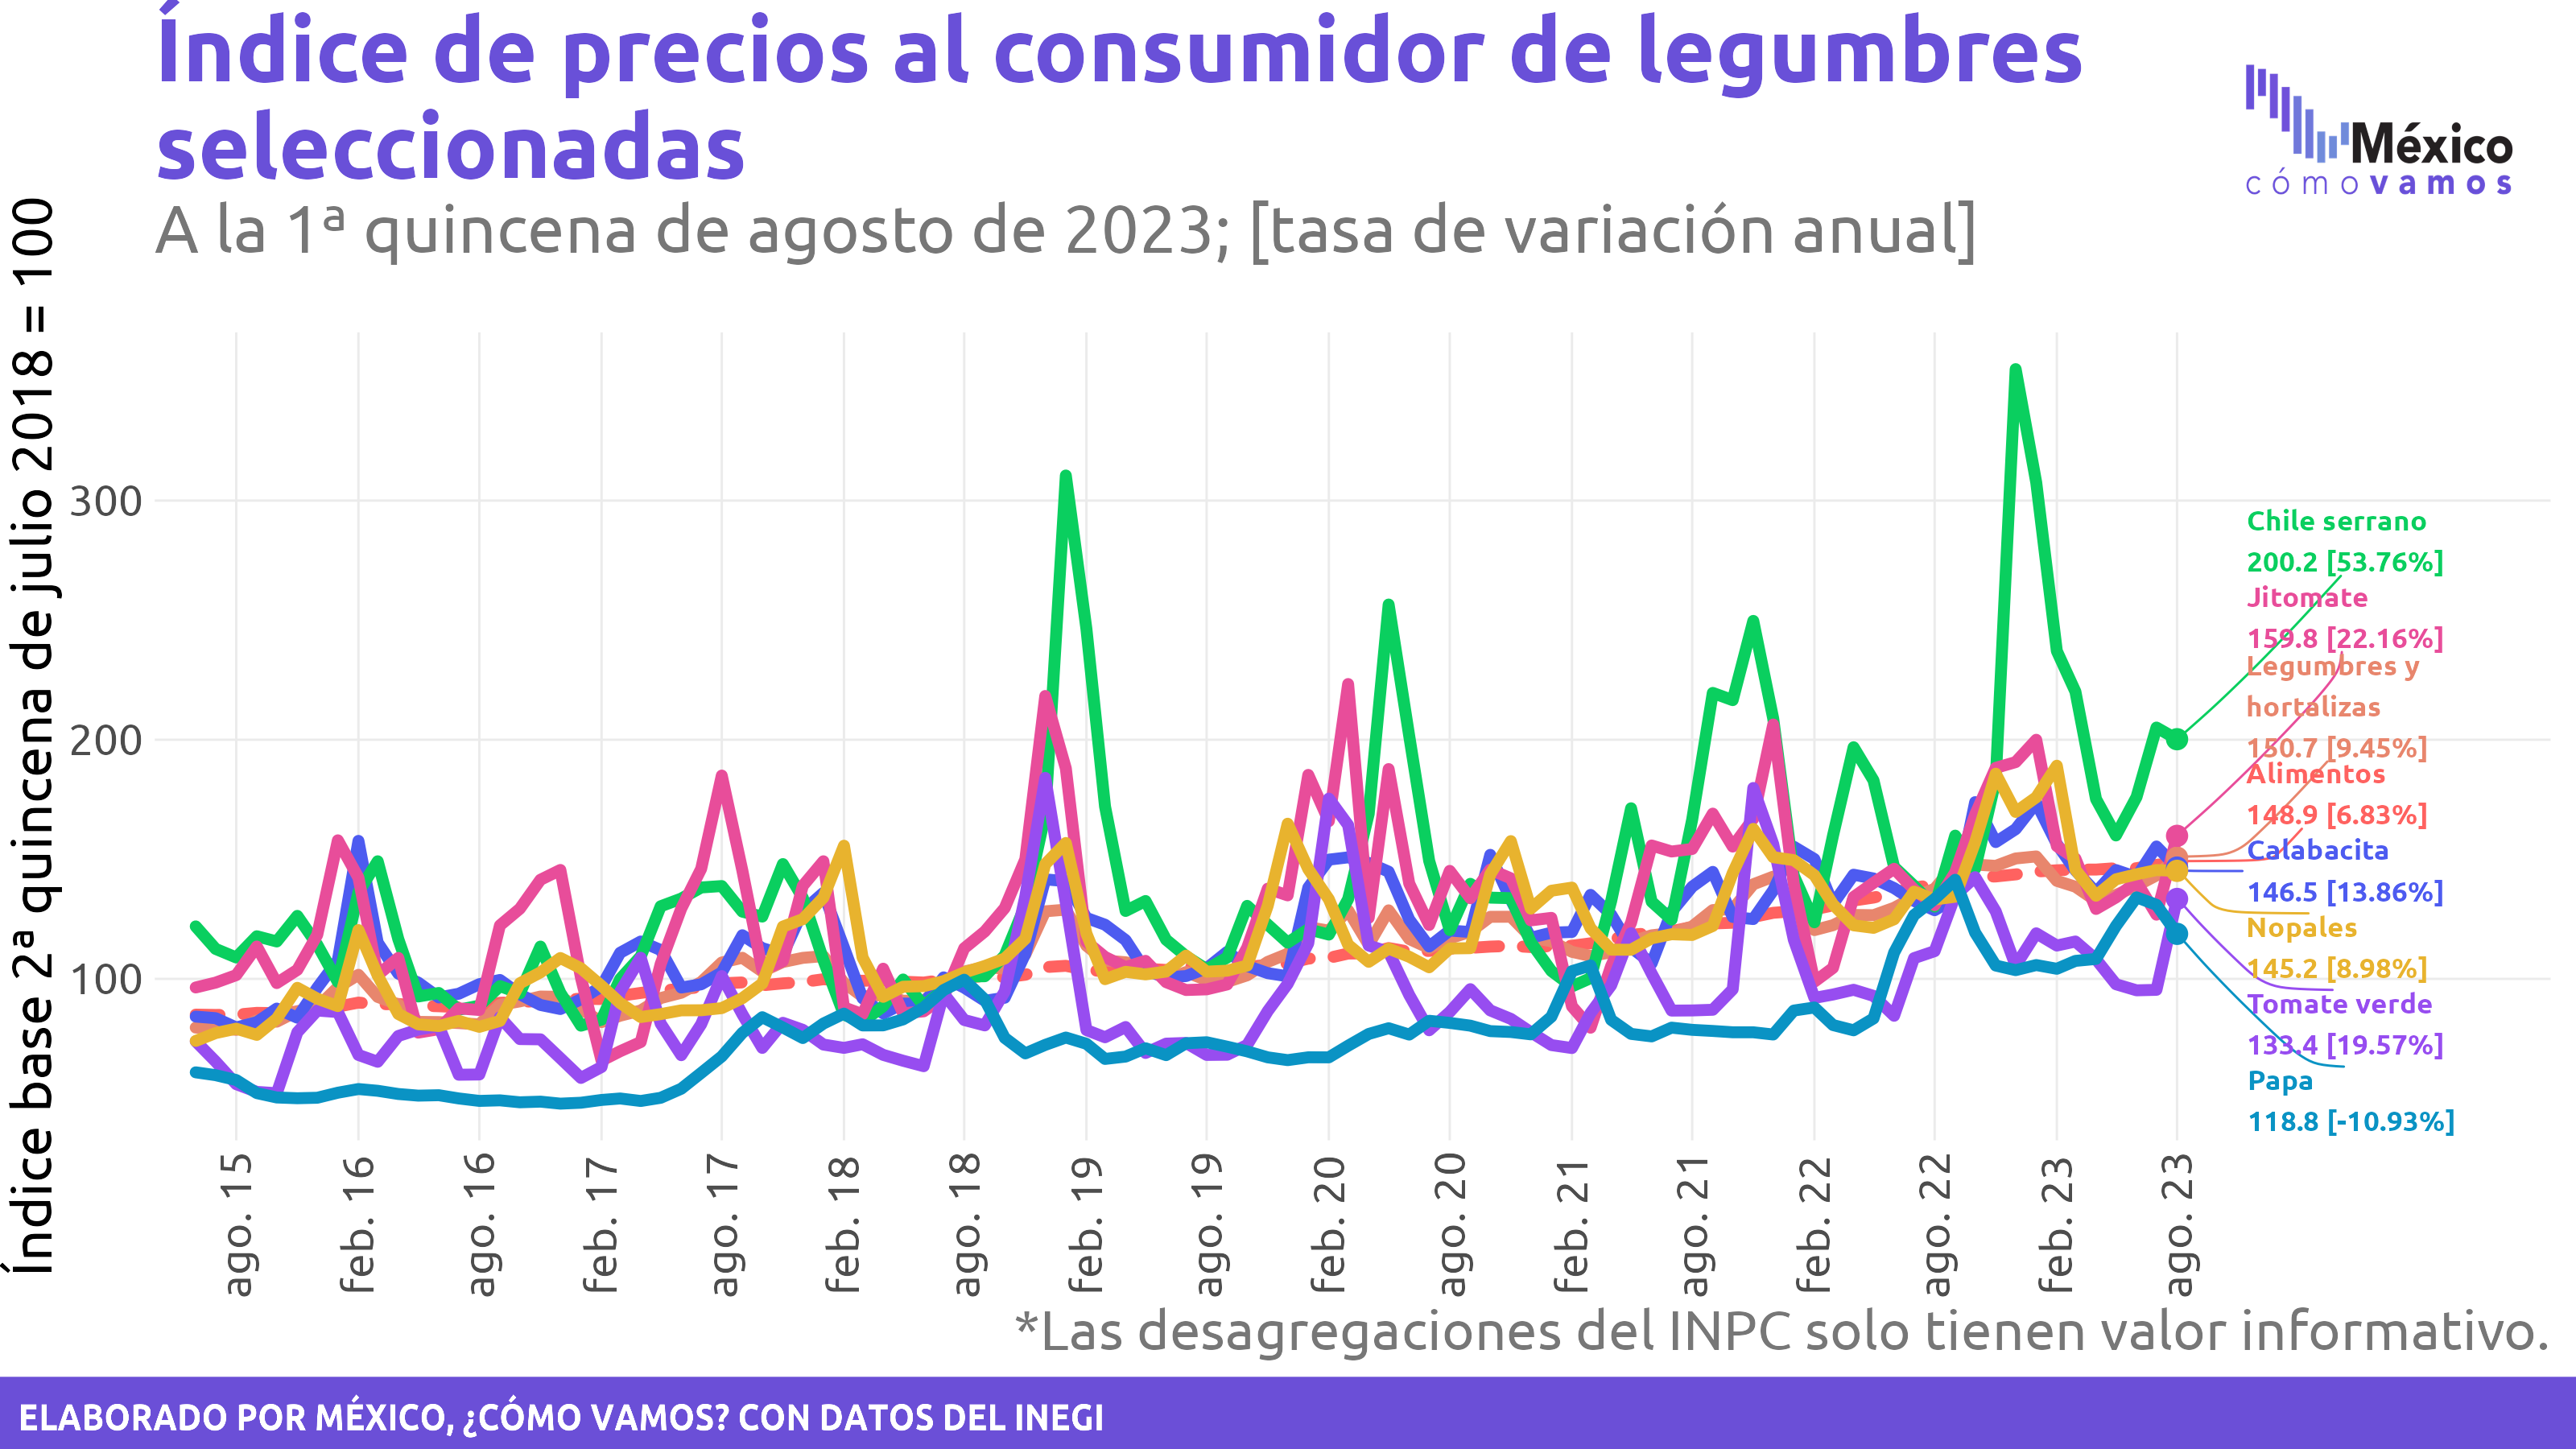 Índice de precios al consumidor de legumbres
seleccionadas
A la 1ª quincena de agosto de 2023; [tasa de variación anual]
México
cómo vamos
Índice base 2ª quincena de julio 2018 = 100
300
200
100
Chile serrano
200.2 [53.76%]
Jitomate
159.8 [22.16%]
Legumbres y
hortalizas
150.7 [9.45%]
Alimentos
148.9 [6.83%]
Calabacita
146.5 [13.86%]
Nopales
145.2 [8.98%]
Tomate verde
133.4 [19.57%]
Papa
118.8 [-10.93%]
ago. 15
feb. 16
ago. 16
feb. 17
ago. 17
feb. 18
ago. 18
feb. 19
ago. 19
feb. 20
ago. 20
feb. 21
ago. 21
feb. 22
ago. 22
feb. 23
ago. 23
*Las desagregaciones del INPC solo tienen valor informativo.
ELABORADO POR MÉXICO, ¿CÓMO VAMOS? CON DATOS DEL INEGI